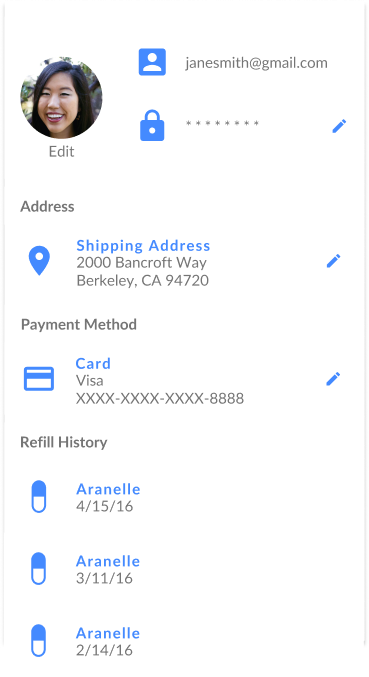 janesmith@gmail.com
* * * * * * * *
Edit
Address
Shipping Address
2000 Bancroft Way
Berkeley, CA 94720
Payment Method
Card
Visa
XXXX-XXXX-XXXX-8888
Refill History
Aranelle
4/15/16
Aranelle
3/11/16
Aranelle
2/14/16